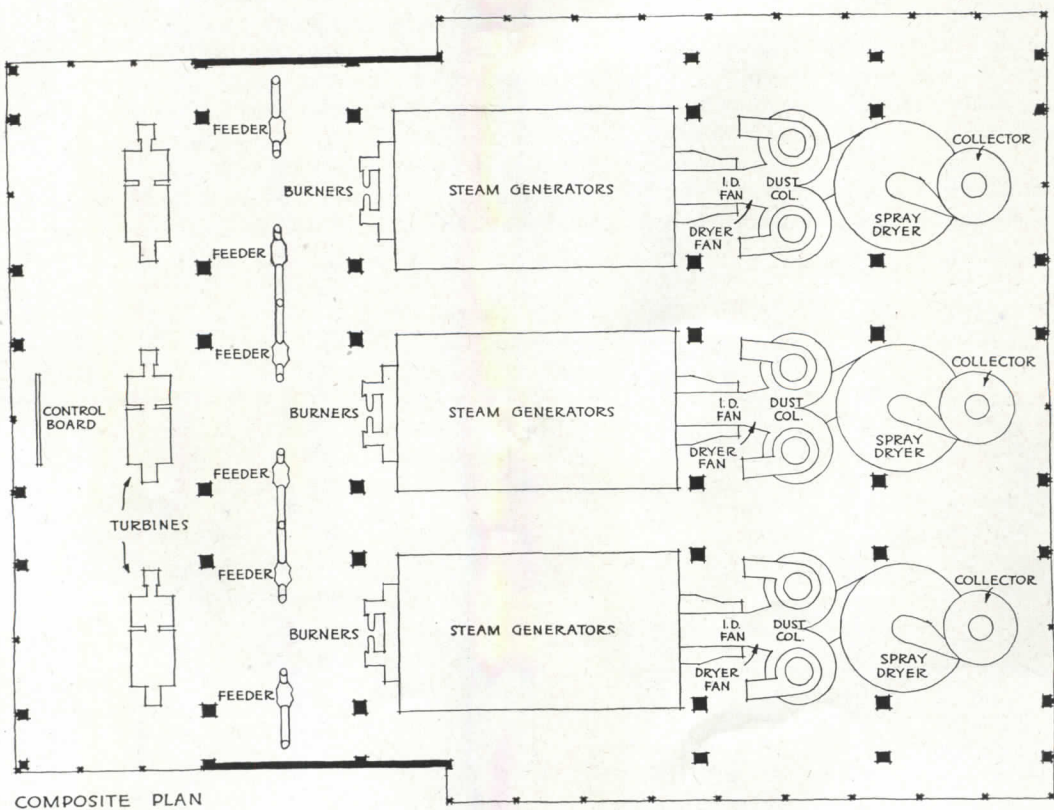 FEEDER
COLLECTOR
BURNERS
STEAM GENERATORS
I.D.
FAN
DUST
COL.
DRYER
FAN
SPRAY
DRYER
FEEDER
FEEDER
COLLECTOR
CONTROL
BOARD
BURNERS
STEAM GENERATORS
I.D.
FAN
DUST
COL.
DRYER
FAN
SPRAY
DRYER
FEEDER
TURBINES
FEEDER
COLLECTOR
BURNERS
STEAM GENERATORS
I.D.
FAN
DUST
COL.
DRYER
FAN
SPRAY
DRYER
FEEDER
COMPOSITE PLAN